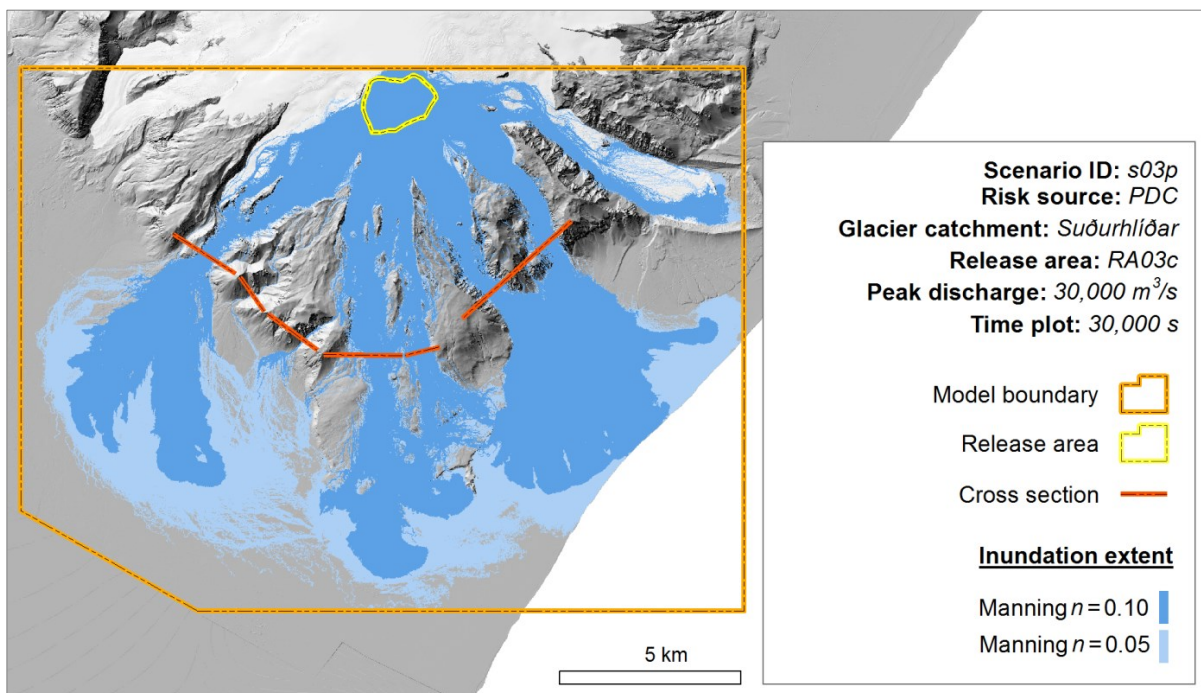 Scenario ID: s03p
Risk source: PDC
Glacier catchment: Suðurhlíðar
Release area: RA03c
Peak discharge: 30,000 m³/s
Time plot: 30,000 s
Model boundary
Release area
Cross section
Inundation extent
Manning n = 0.10
Manning n = 0.05
5 km